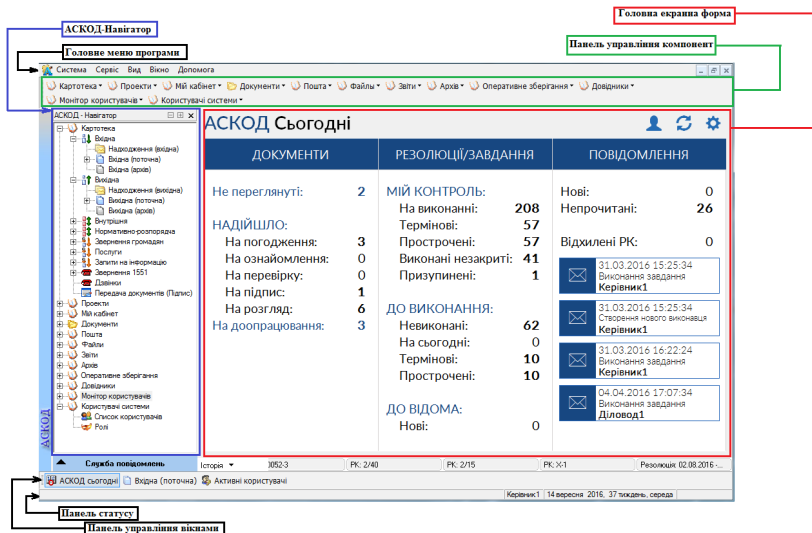 Головна екранна форма
АСКОД-Навігатор
Панель управління компонент
Головне меню програми
Система Сервіс Вид Вікно Допомога
Картотека Проекти Мій кабінет Документи Пошта Файлы Звіти Архів Оперативне зберігання Довідники
Монітор користувачів Користувачі системи
АСКОД - Навігатор
Картотека
Вхідна
Надходження (вхідна)
Вхідна (поточна)
Вхідна (архів)
Вихідна
Надходження (вихідна)
Вихідна (поточна)
Вихідна (архів)
Внутрішня
Нормативно-розпорядча
Звернення громадян
Послуги
Запити на інформацію
Звернення 1551
Дзвінки
Передача документів (Підпис)
Проекти
Мій кабінет
Документи
Пошта
Файли
Звіти
Архів
Оперативне зберігання
Довідники
Монітор користувачів
Користувачі системи
Список користувачів
Ролі
АСКОД
Служба повідомлень
АСКОД Сьогодні
ДОКУМЕНТИ
Не переглянуті: 2
НАДІЙШЛО:
На погодження: 3
На ознайомлення: 0
На перевірку: 0
На підпис: 1
На розгляд: 6
На доопрацювання: 3
РЕЗОЛЮЦІЇ/ЗАВДАННЯ
МІЙ КОНТРОЛЬ:
На виконанні: 208
Термінові: 57
Прострочені: 57
Виконані незакриті: 41
Призупинені: 1
ДО ВИКОНАННЯ:
Невиконані: 62
На сьогодні: 0
Термінові: 10
Прострочені: 10
ДО ВІДОМА:
Нові: 0
ПОВІДОМЛЕННЯ
Нові: 0
Непрочитані: 26
Відхилені РК: 0
31.03.2016 15:25:34
Виконання завдання
Керівник1
31.03.2016 15:25:34
Створення нового виконавця
Керівник1
31.03.2016 16:22:24
Виконання завдання
Керівник1
04.04.2016 17:07:34
Виконання завдання
Діловод1
Історія 0052-3 РК: 2/40 РК: 2/15 РК: Х-1 Резолюція: 02.08.2016 -...
АСКОД сьогодні Вхідна (поточна) Активні користувачі
Керівник1 14 вересня 2016, 37 тиждень, середа
Панель статусу
Панель управління вікнами